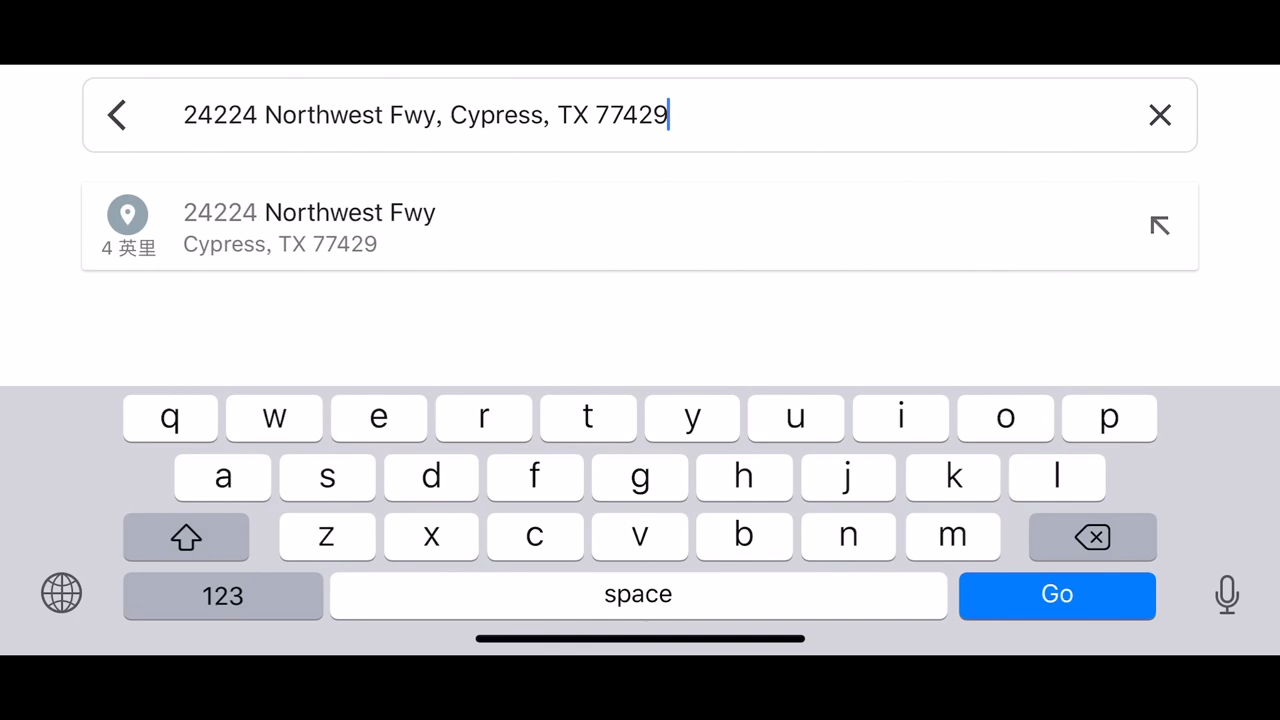 24224 Northwest Fwy, Cypress, TX 77429
24224 Northwest Fwy
4 英里 Cypress, TX 77429
q w e r t y u i o p
a s d f g h j k l
z x c v b n m
123 space Go